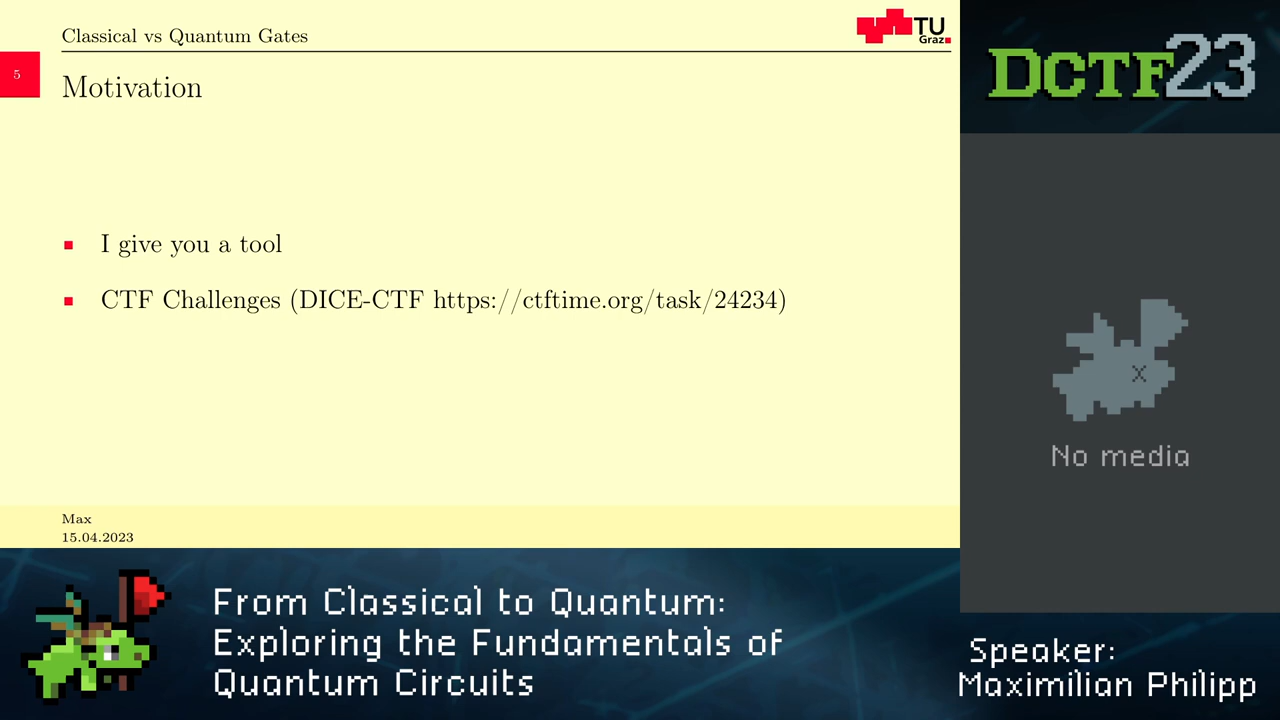 Classical vs Quantum Gates
TU
Graz
5
Motivation
I give you a tool
CTF Challenges (DICE-CTF https://ctftime.org/task/24234)
Max
15.04.2023
DCTF23
No media
From Classical to Quantum:
Exploring the Fundamentals of
Quantum Circuits
Speaker:
Maximilian Philipp